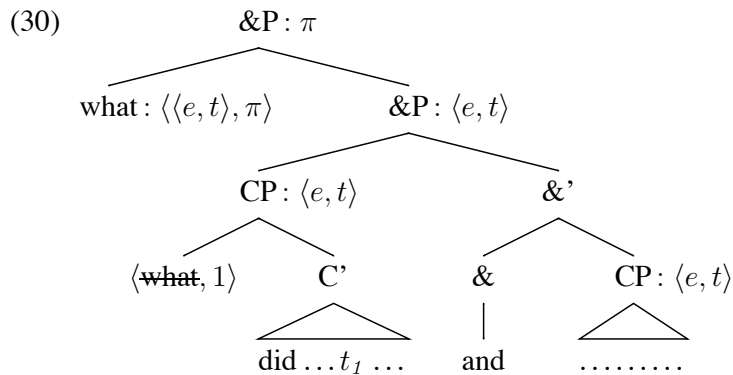 (30) &P : π
what : ⟨⟨e, t⟩, π⟩ &P : ⟨e, t⟩
CP : ⟨e, t⟩ &’
⟨what, 1⟩ C’ & CP : ⟨e, t⟩
did … t₁ … and ………